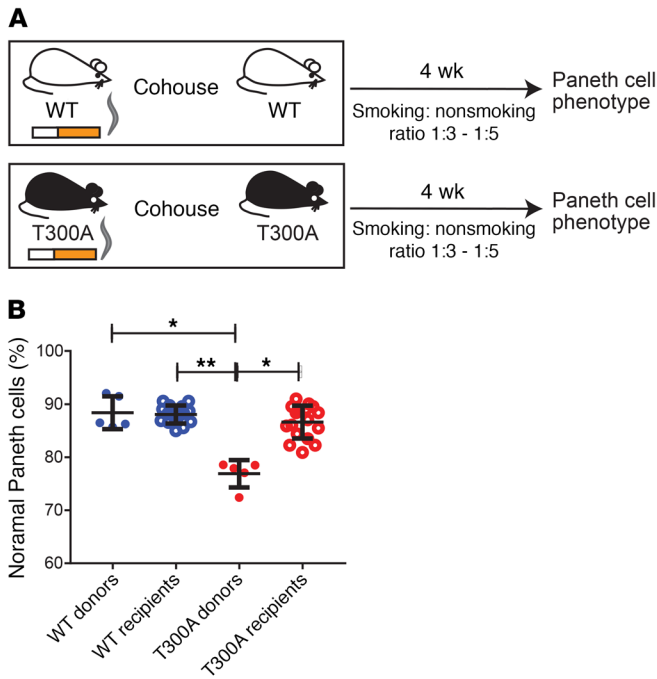 A
WT
Cohouse
WT
4 wk
Smoking: nonsmoking
ratio 1:3 - 1:5
Paneth cell
phenotype
T300A
Cohouse
T300A
4 wk
Smoking: nonsmoking
ratio 1:3 - 1:5
Paneth cell
phenotype
B
Noramal Paneth cells (%)
100
90
80
70
60
*
**
*
WT donors
WT recipients
T300A donors
T300A recipients